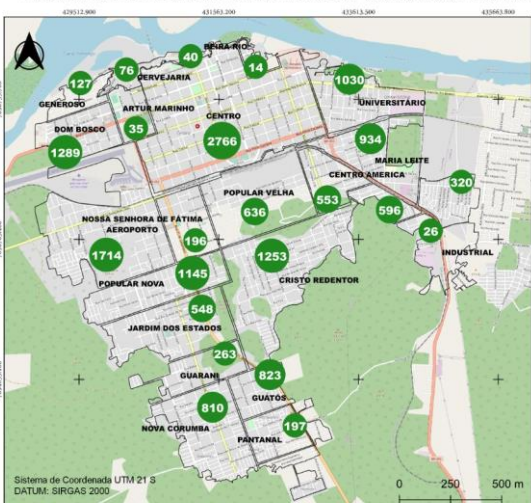 429512.900 431563.200 433613.500 435663.800
40
BEIRA RIO
76
14
127
CERVEJARIA
1030
GENEROSO
ARTUR MARINHO
UNIVERSITÁRIO
DOM BOSCO
35
CENTRO
934
1289
2766
MARIA LEITE
CENTRO AMERICA
320
POPULAR VELHA
553
596
NOSSA SENHORA DE FÁTIMA
636
AEROPORTO
196
26
1714
1253
INDUSTRIAL
POPULAR NOVA
1145
CRISTO REDENTOR
548
JARDIM DOS ESTADOS
263
GUARANI
823
GUATÓS
810
NOVA CORUMBA
197
PANTANAL
Sistema de Coordenada UTM 21 S
DATUM: SIRGAS 2000
0 250 500 m